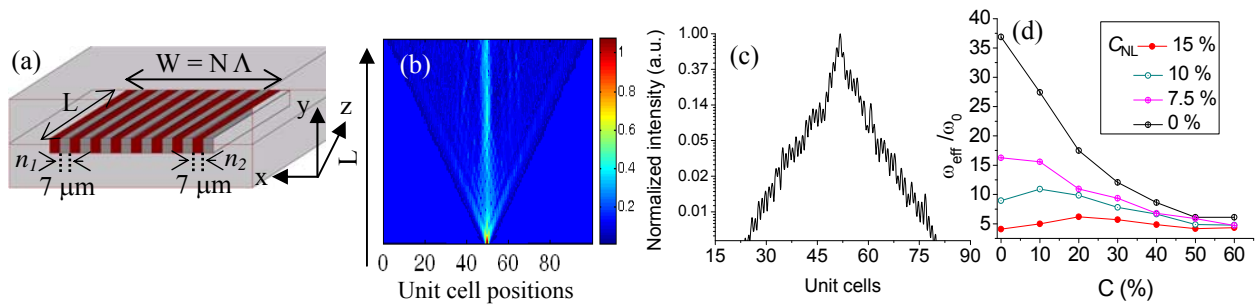 (a)
W = N Λ
L
y
z
L
x
n1
n2
7 μm
7 μm
(b)
1
0.8
0.6
0.4
0.2
0 20 40 60 80
Unit cell positions
(c)
Normalized intensity (a.u.)
1.00
0.37
0.14
0.05
0.02
0.01
15 30 45 60 75 90
Unit cells
(d)
ωeff /ω0
40
35
30
25
20
15
10
5
0 10 20 30 40 50 60
C (%)
CNL 15 %
10 %
7.5 %
0 %